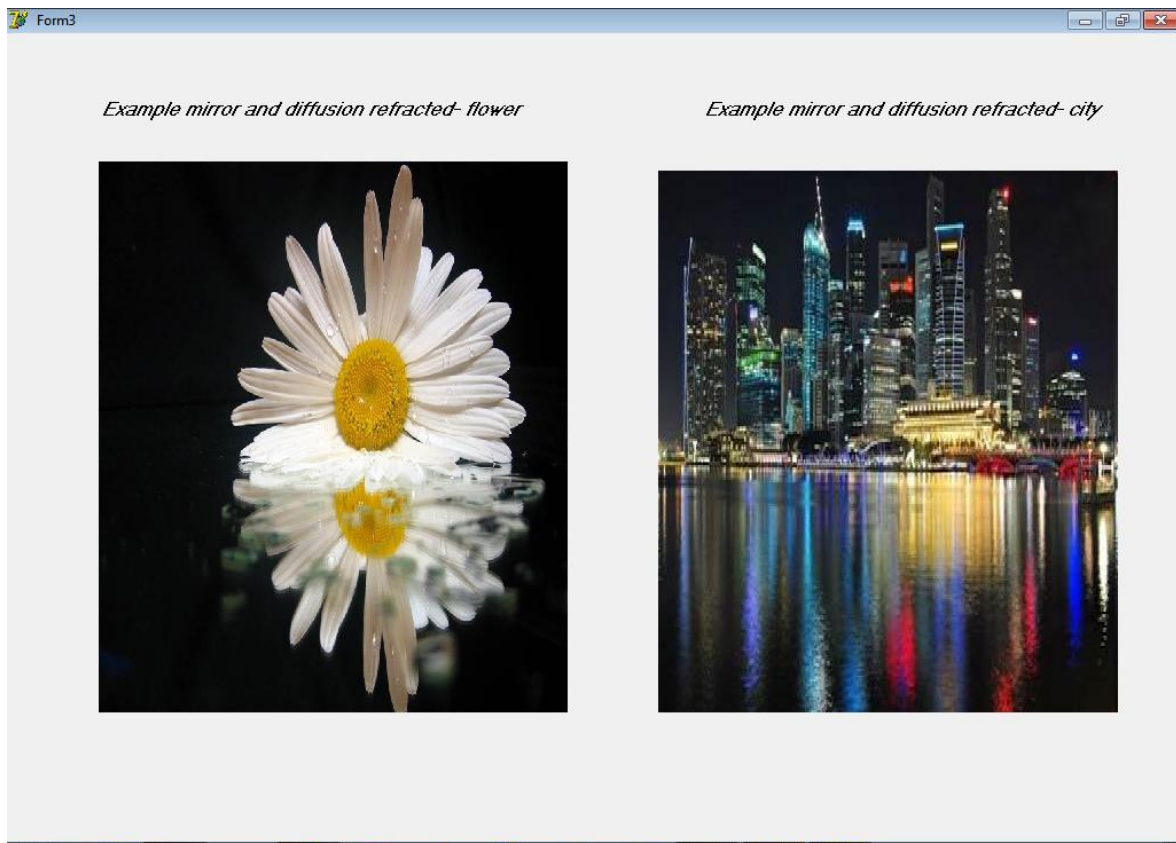 Form3
Example mirror and diffusion refracted- flower
Example mirror and diffusion refracted- city